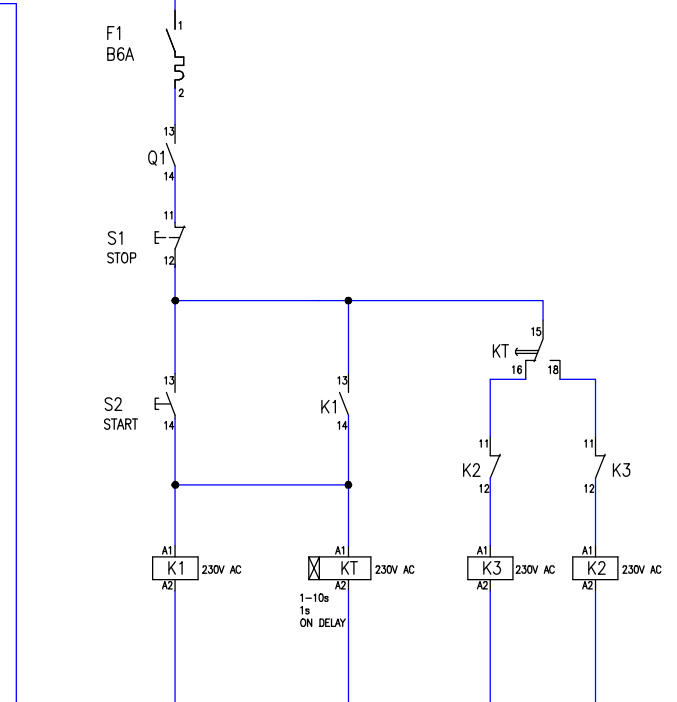 1
F1
B6A
2
13
Q1
14
11
S1
STOP
12
15
KT
16
18
13
S2
START
14
13
K1
14
11
K2
12
11
K3
12
A1
K1
230V AC
A2
A1
KT
230V AC
A2
1-10s
1s
ON DELAY
A1
K3
230V AC
A2
A1
K2
230V AC
A2